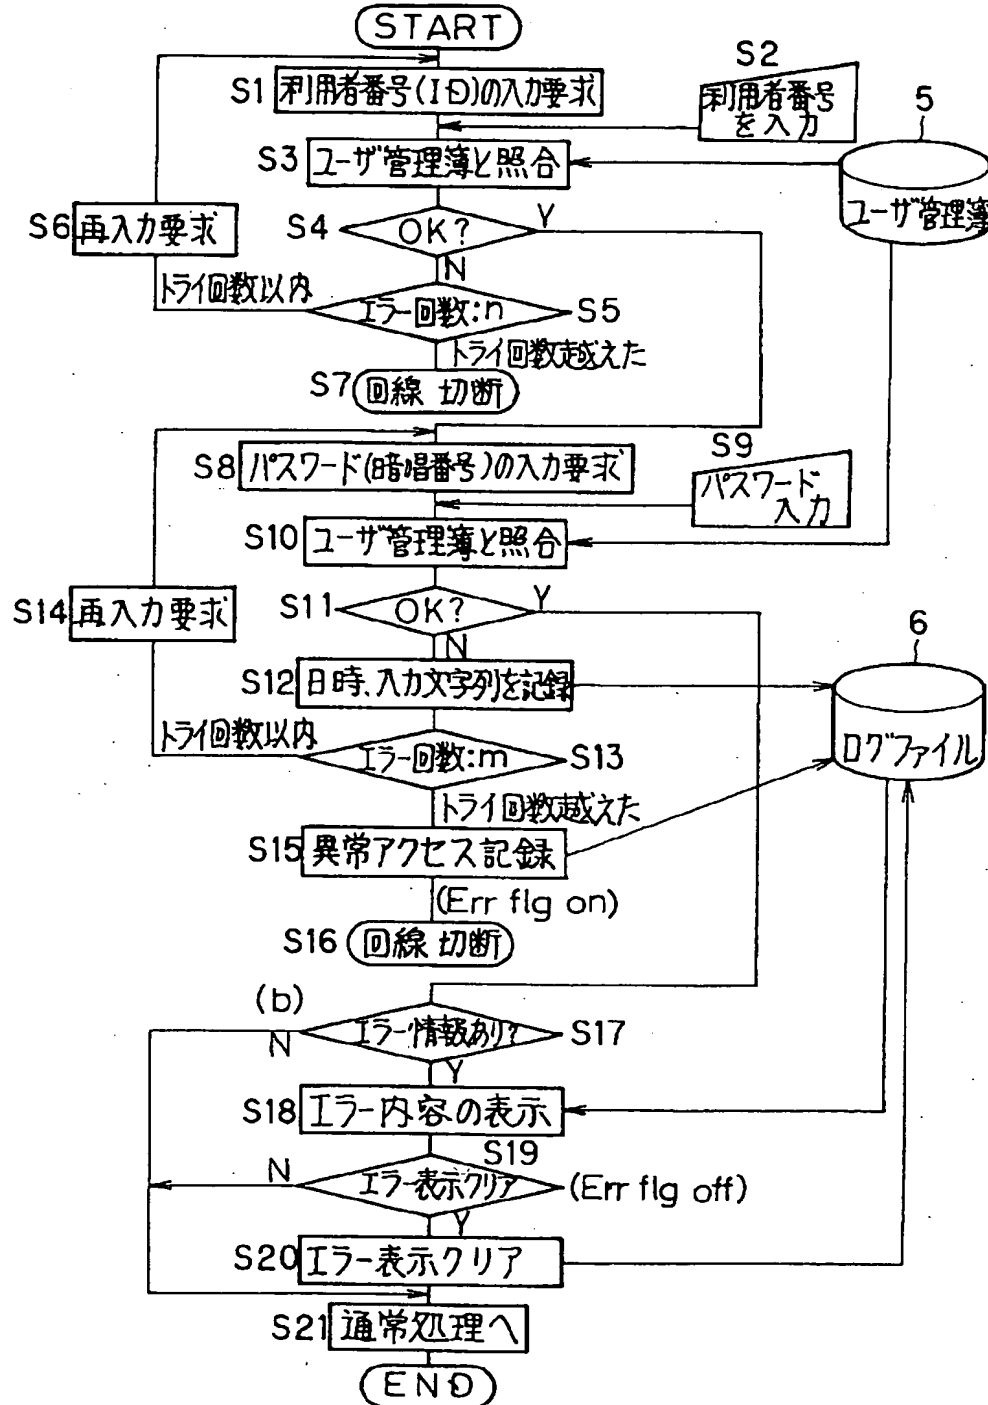 START
S1 利用者番号(ID)の入力要求
S2
利用者番号
を入力
5
S3 ユーザ管理簿と照合
ユーザ管理簿
S6 再入力要求
S4 OK? Y
N
トライ回数以内
エラー回数:n S5
トライ回数越えた
S7 回線切断
S8 パスワード(暗唱番号)の入力要求
S9
パスワード
入力
S10 ユーザ管理簿と照合
S14 再入力要求
S11 OK? Y
N
6
S12 日時、入力文字列を記録
ログファイル
トライ回数以内
エラー回数:m S13
トライ回数越えた
S15 異常アクセス記録
(Err flg on)
S16 回線切断
(b)
N エラー情報あり? S17
Y
S18 エラー内容の表示
S19
N エラー表示クリア (Err flg off)
Y
S20 エラー表示クリア
S21 通常処理へ
END